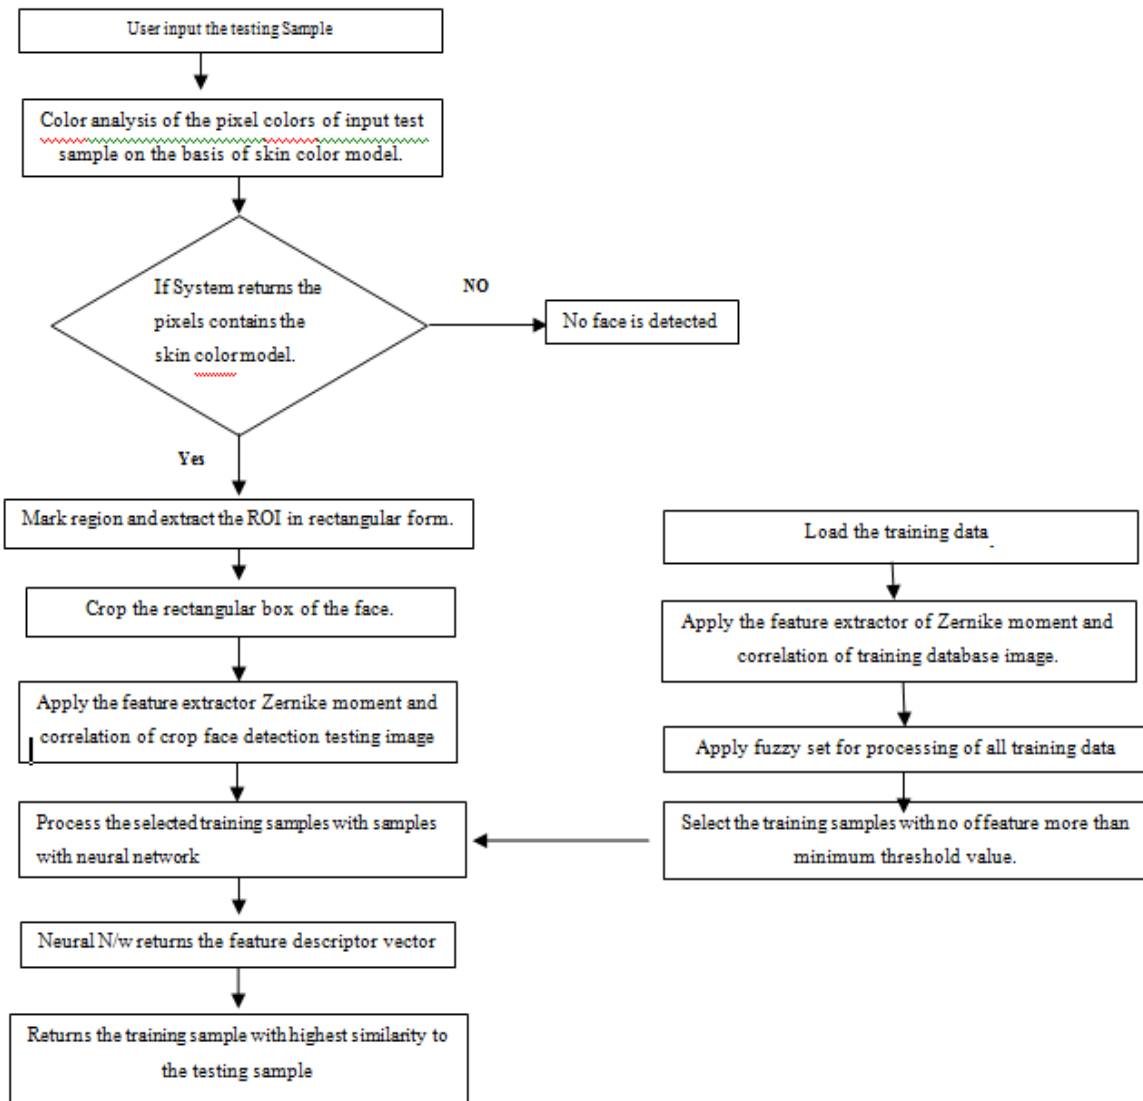 User input the testing Sample
Color analysis of the pixel colors of input test
sample on the basis of skin color model.
If System returns the
pixels contains the
skin color model.
NO
No face is detected
Yes
Mark region and extract the ROI in rectangular form.
Crop the rectangular box of the face.
Apply the feature extractor Zernike moment and
correlation of crop face detection testing image
Process the selected training samples with samples
with neural network
Neural N/w returns the feature descriptor vector
Returns the training sample with highest similarity to
the testing sample
Load the training data
Apply the feature extractor of Zernike moment and
correlation of training database image.
Apply fuzzy set for processing of all training data
Select the training samples with no of feature more than
minimum threshold value.